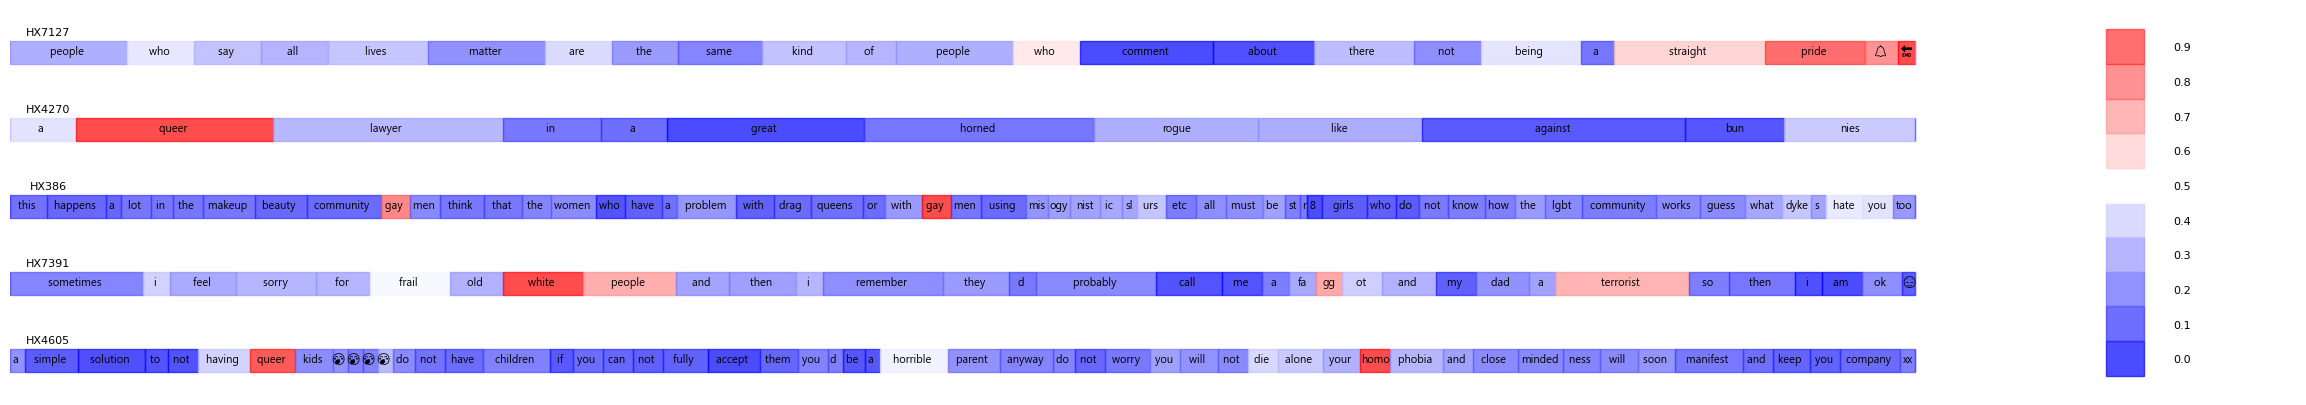 HX7127
people who say all lives matter are the same kind of people who comment about there not being a straight pride 🔔 🔚
0.9
0.8
HX4270
a queer lawyer in a great horned rogue like against bun nies
0.7
0.6
HX386
0.5
this happens a lot in the makeup beauty community gay men think that the women who have a problem with drag queens or with gay men using mis ogy nist ic sl urs etc all must be st r 8 girls who do not know how the lgbt community works guess what dyke s hate you too
0.4
HX7391
0.3
sometimes i feel sorry for frail old white people and then i remember they d probably call me a fa gg ot and my dad a terrorist so then i am ok
0.2
0.1
HX4605
a simple solution to not having queer kids do not have children if you can not fully accept them you d be a horrible parent anyway do not worry you will not die alone your homo phobia and close minded ness will soon manifest and keep you company xx
0.0